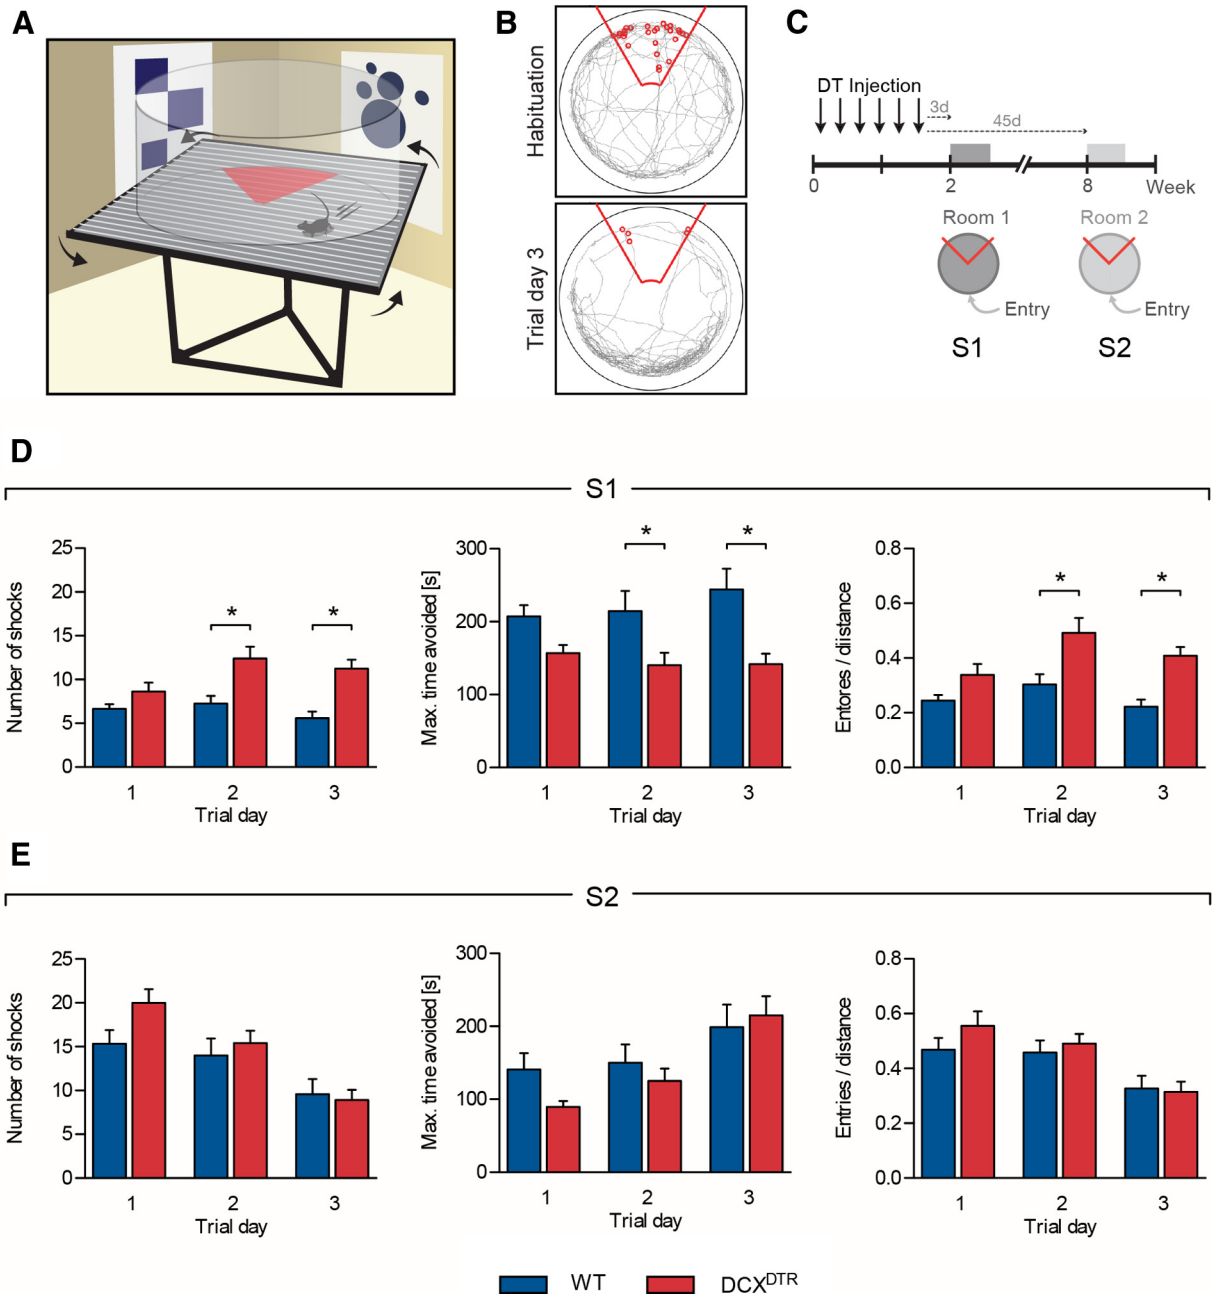 A
B
C
Habituation
Trial day 3
DT Injection
3d
45d
0
2
8
Week
Room 1
Room 2
Entry
Entry
S1
S2
D
S1
Number of shocks
25
20
15
10
5
0
*
*
1
2
3
Trial day
Max. time avoided [s]
300
200
100
0
*
*
1
2
3
Trial day
Entores / diistance
0.8
0.6
0.4
0.2
0.0
*
*
1
2
3
Trial day
E
S2
Number of shocks
25
20
15
10
5
0
1
2
3
Trial day
Max. time avoided [s]
300
200
100
0
1
2
3
Trial day
Entries / distance
0.8
0.6
0.4
0.2
0.0
1
2
3
Trial day
WT
DCX^DTR